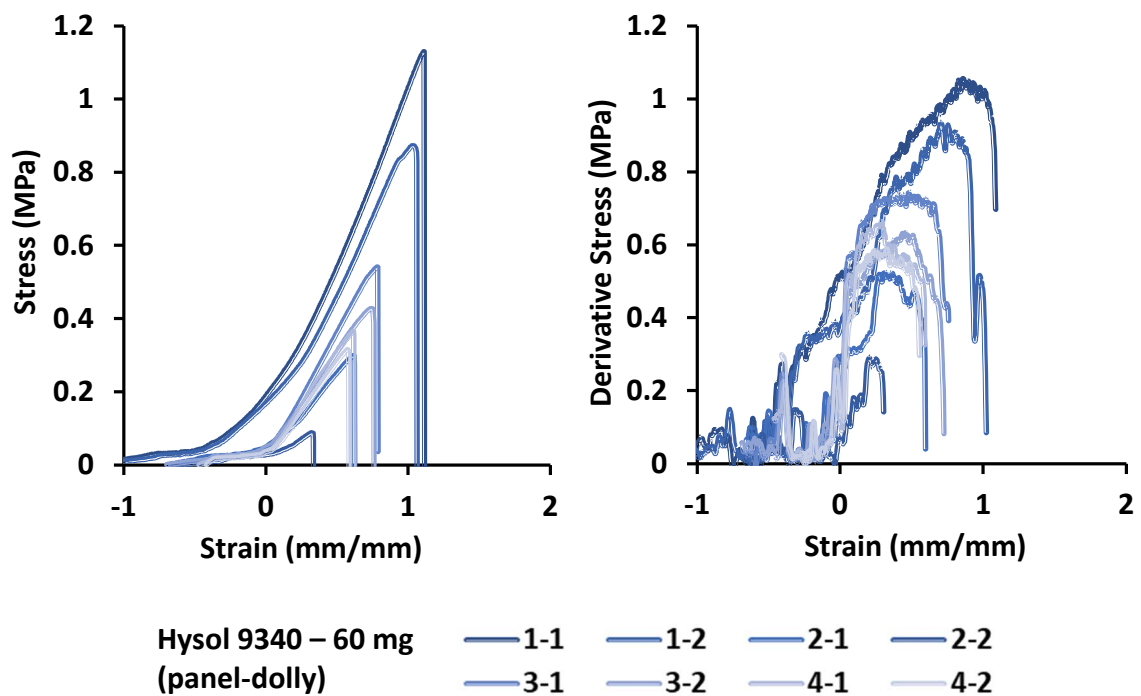 1.2
1
0.8
0.6
0.4
0.2
0
-1 0 1 2
Stress (MPa)
Strain (mm/mm)
1.2
1
0.8
0.6
0.4
0.2
0
-1 0 1 2
Derivative Stress (MPa)
Strain (mm/mm)
Hysol 9340 – 60 mg
(panel-dolly)
1-1 1-2 2-1 2-2
3-1 3-2 4-1 4-2